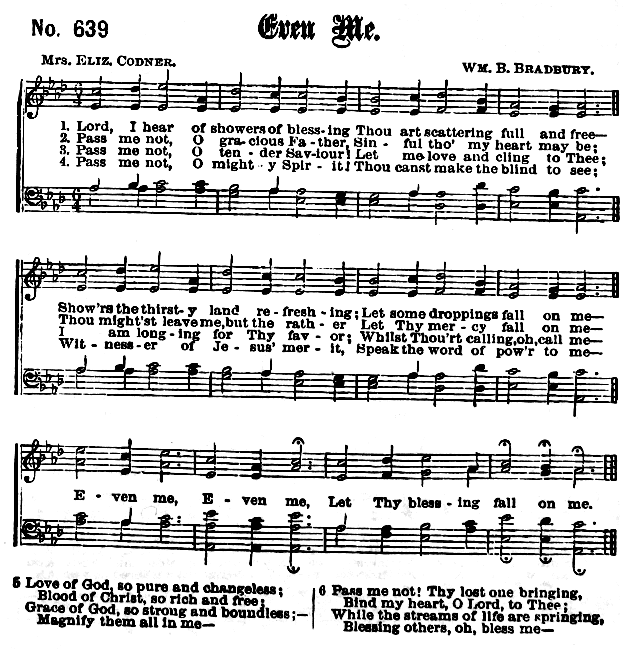 No. 639
Even Me.
Mrs. Eliz. Codner.
Wm. B. Bradbury.
1. Lord, I hear of showers of bless-ing Thou art scattering full and free—
2. Pass me not, O gra-cious Fa-ther, Sin-ful tho' my heart may be;
3. Pass me not, O ten-der Sav-iour! Let me love and cling to Thee;
4. Pass me not, O might-y Spir-it! Thou canst make the blind to see;
Show'rs the thirst-y land re-fresh-ing; Let some droppings fall on me—
Thou might'st leave me, but the rath-er Let Thy mer-cy fall on me—
I am long-ing for Thy fav-or; Whilst Thou'rt calling, oh, call me—
Wit-ness-er of Je-sus' mer-it, Speak the word of pow'r to me—
E-ven me, E-ven me, Let Thy bless-ing fall on me.
5 Love of God, so pure and changeless;
Blood of Christ, so rich and free;
Grace of God, so strong and boundless;—
Magnify them all in me—
6 Pass me not! Thy lost one bringing,
Bind my heart, O Lord, to Thee;
While the streams of life are springing,
Blessing others, oh, bless me—